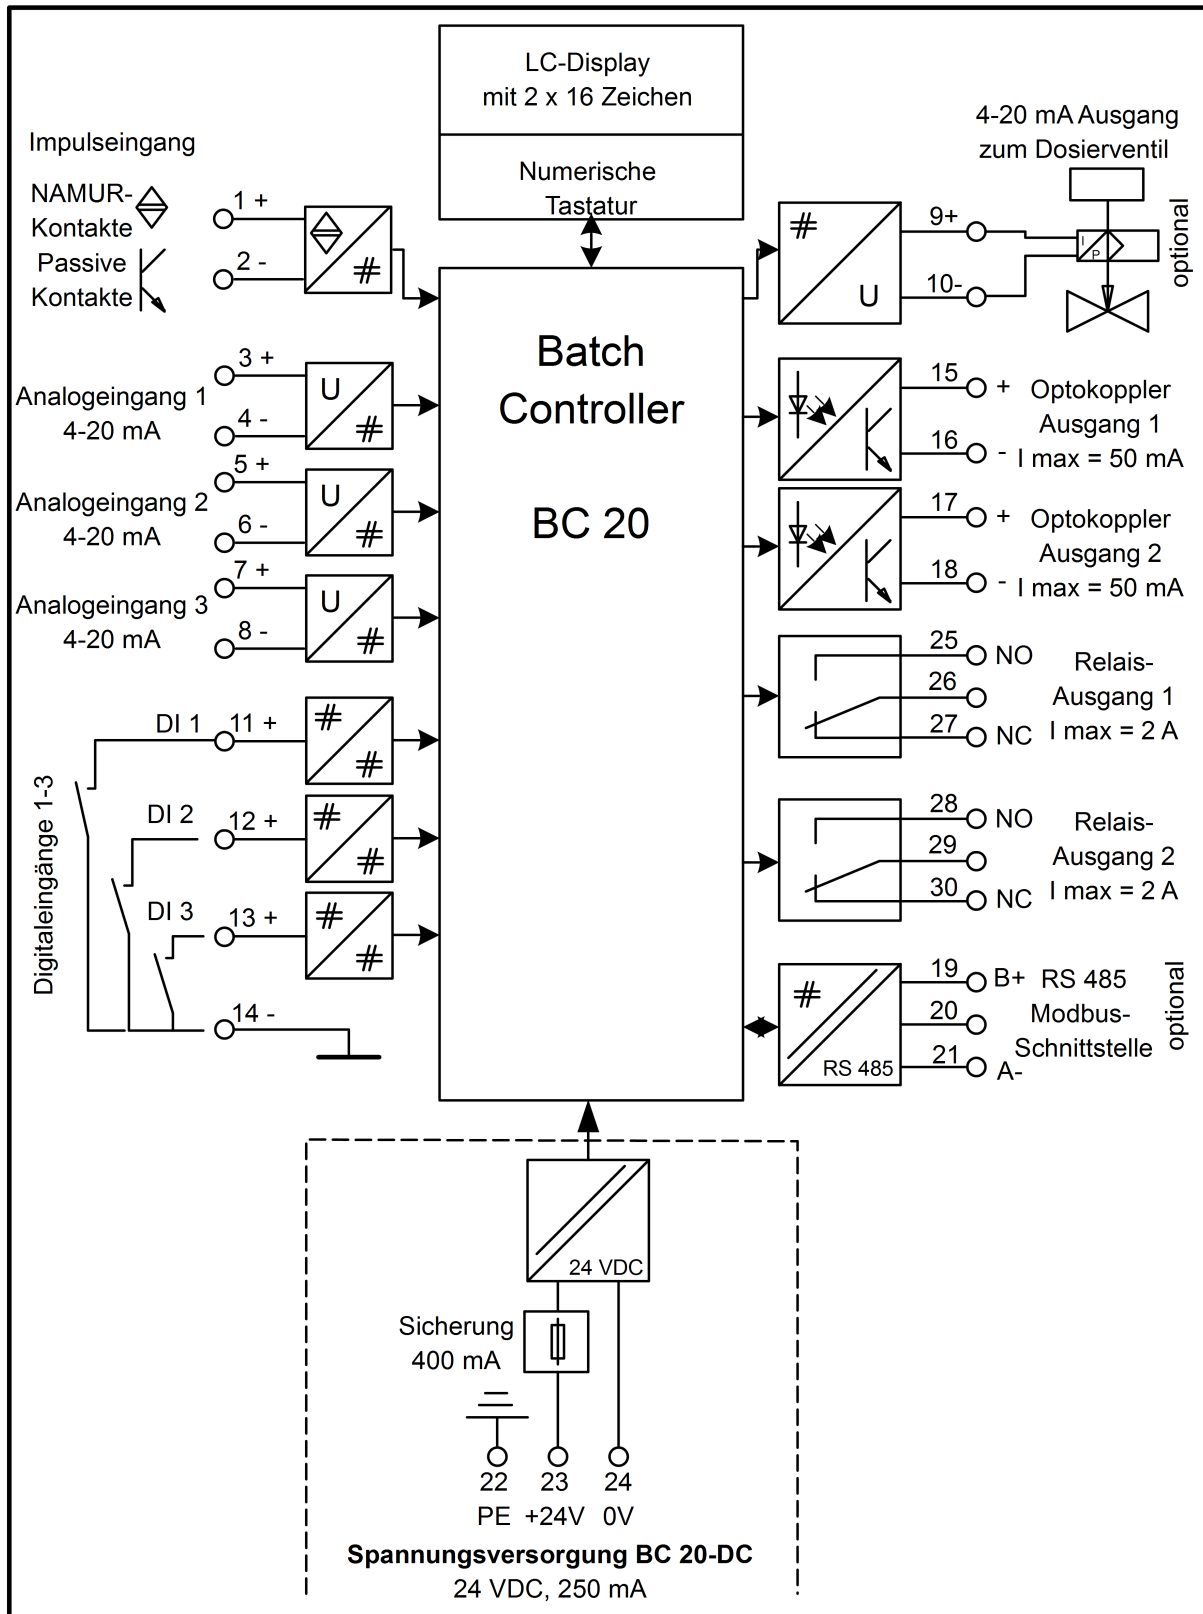 LC-Display
mit 2 x 16 Zeichen
Numerische
Tastatur
Impulseingang
NAMUR-
Kontakte
Passive
Kontakte
1 +
2 -
Analogeingang 1
4-20 mA
3 +
4 -
U
Analogeingang 2
4-20 mA
5 +
6 -
U
Analogeingang 3
4-20 mA
7 +
8 -
U
Digitaleingänge 1-3
DI 1
11 +
DI 2
12 +
DI 3
13 +
14 -
Batch
Controller
BC 20
4-20 mA Ausgang
zum Dosierventil
optional
9+
10-
U
I
P
15
+
16
-
Optokoppler
Ausgang 1
I max = 50 mA
17
+
18
-
Optokoppler
Ausgang 2
I max = 50 mA
25
NO
26
27
NC
Relais-
Ausgang 1
I max = 2 A
28
NO
29
30
NC
Relais-
Ausgang 2
I max = 2 A
19
B+
20
21
A-
RS 485
RS 485
Modbus-
Schnittstelle
optional
24 VDC
Sicherung
400 mA
22 23 24
PE +24V 0V
Spannungsversorgung BC 20-DC
24 VDC, 250 mA